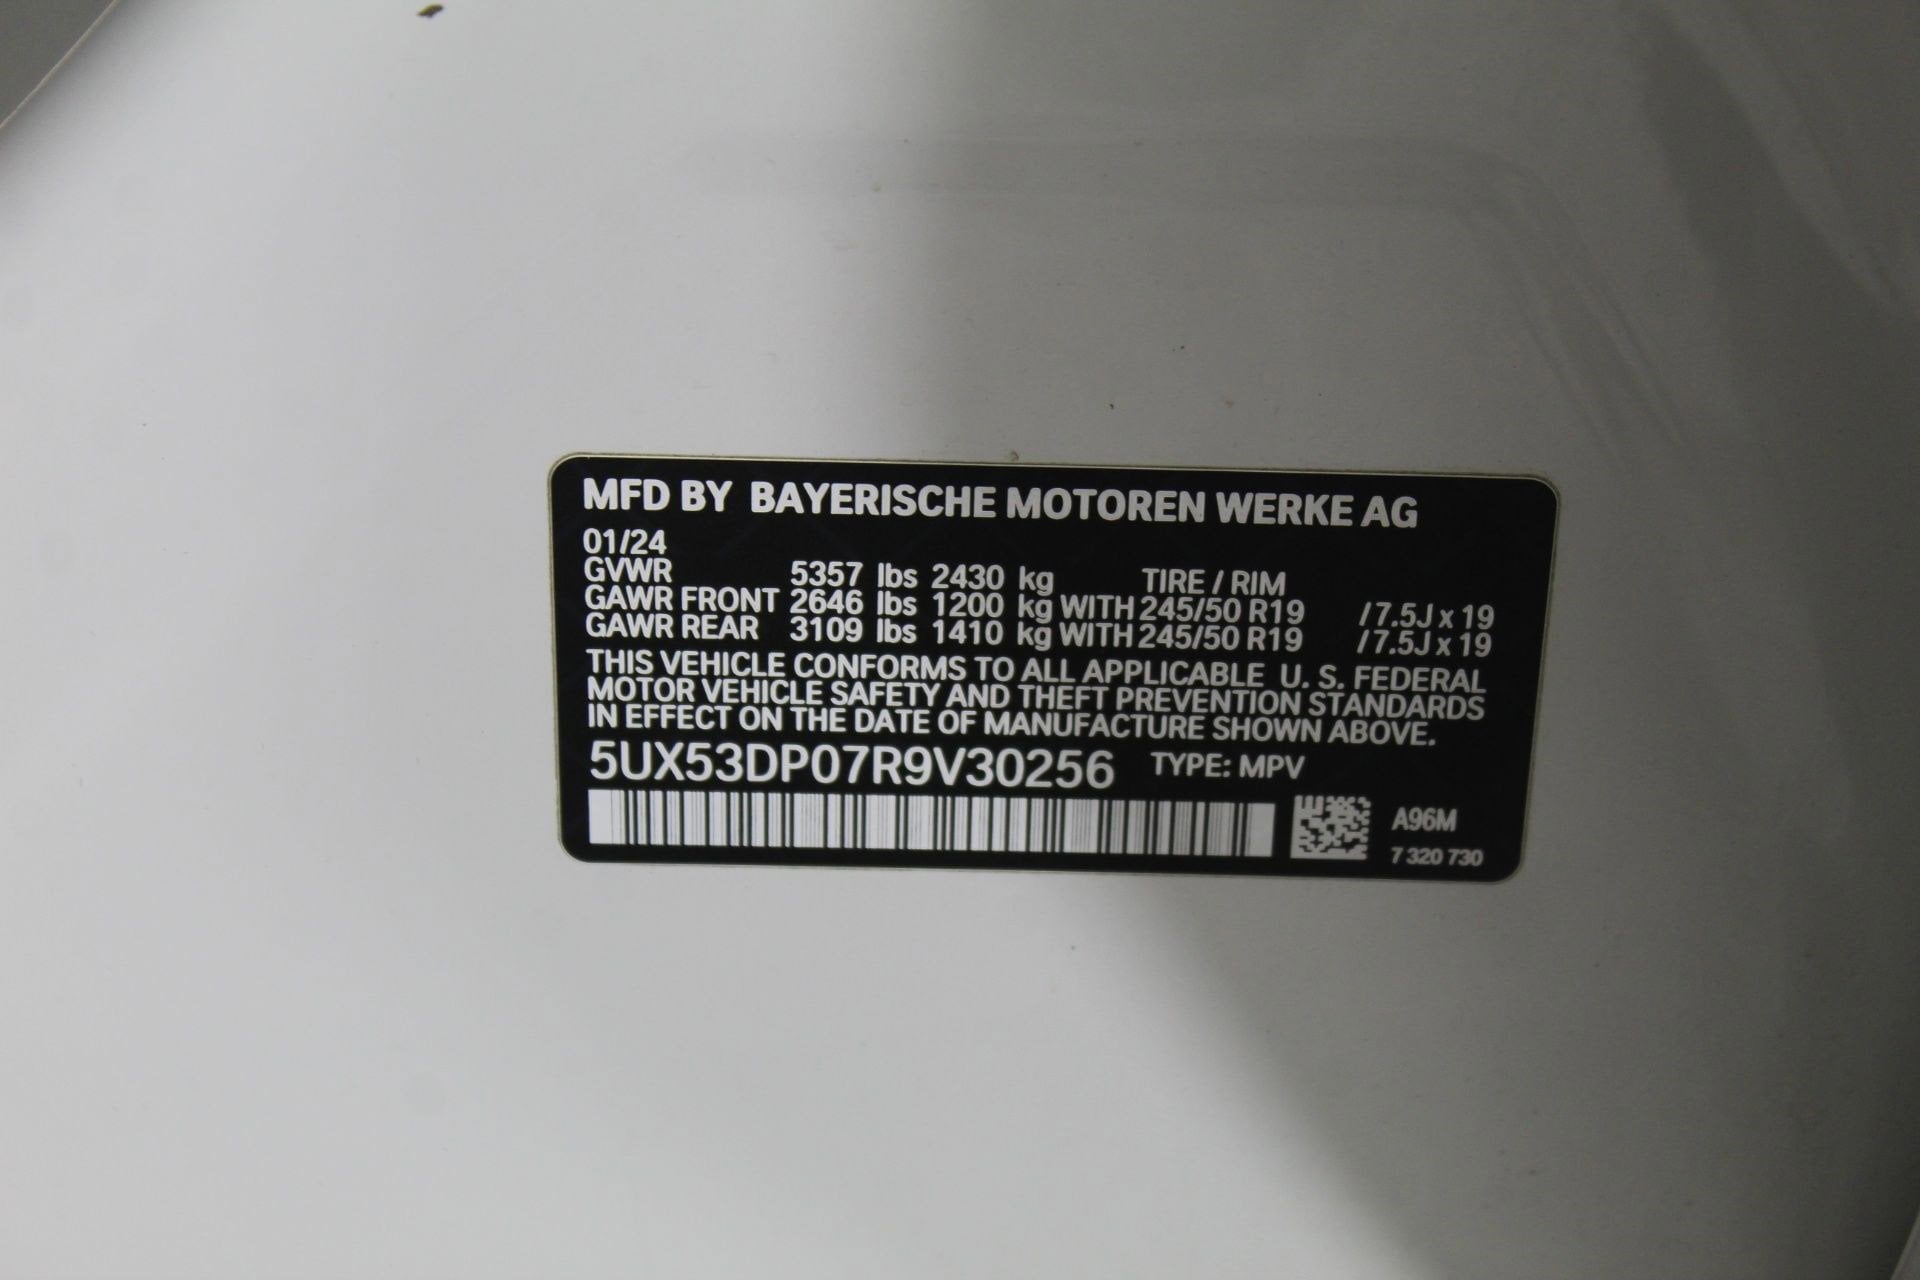 MFD BY BAYERISCHE MOTOREN WERKE AG
01/24
GVWR 5357 lbs 2430 kg TIRE / RIM
GAWR FRONT 2646 lbs 1200 kg WITH 245/50 R19 / 7.5J x 19
GAWR REAR 3109 lbs 1410 kg WITH 245/50 R19 / 7.5J x 19
THIS VEHICLE CONFORMS TO ALL APPLICABLE U. S. FEDERAL
MOTOR VEHICLE SAFETY AND THEFT PREVENTION STANDARDS
IN EFFECT ON THE DATE OF MANUFACTURE SHOWN ABOVE.
5UX53DP07R9V30256 TYPE: MPV
A96M
7 320 730